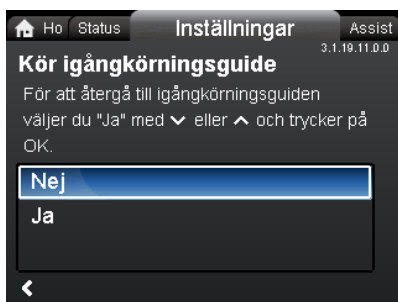 Ho Status Inställningar Assist
3.1.19.11.0.0
Kör igångkörningsguide
För att återgå till igångkörningsguiden
väljer du "Ja" med eller och trycker på
OK.
Nej
Ja